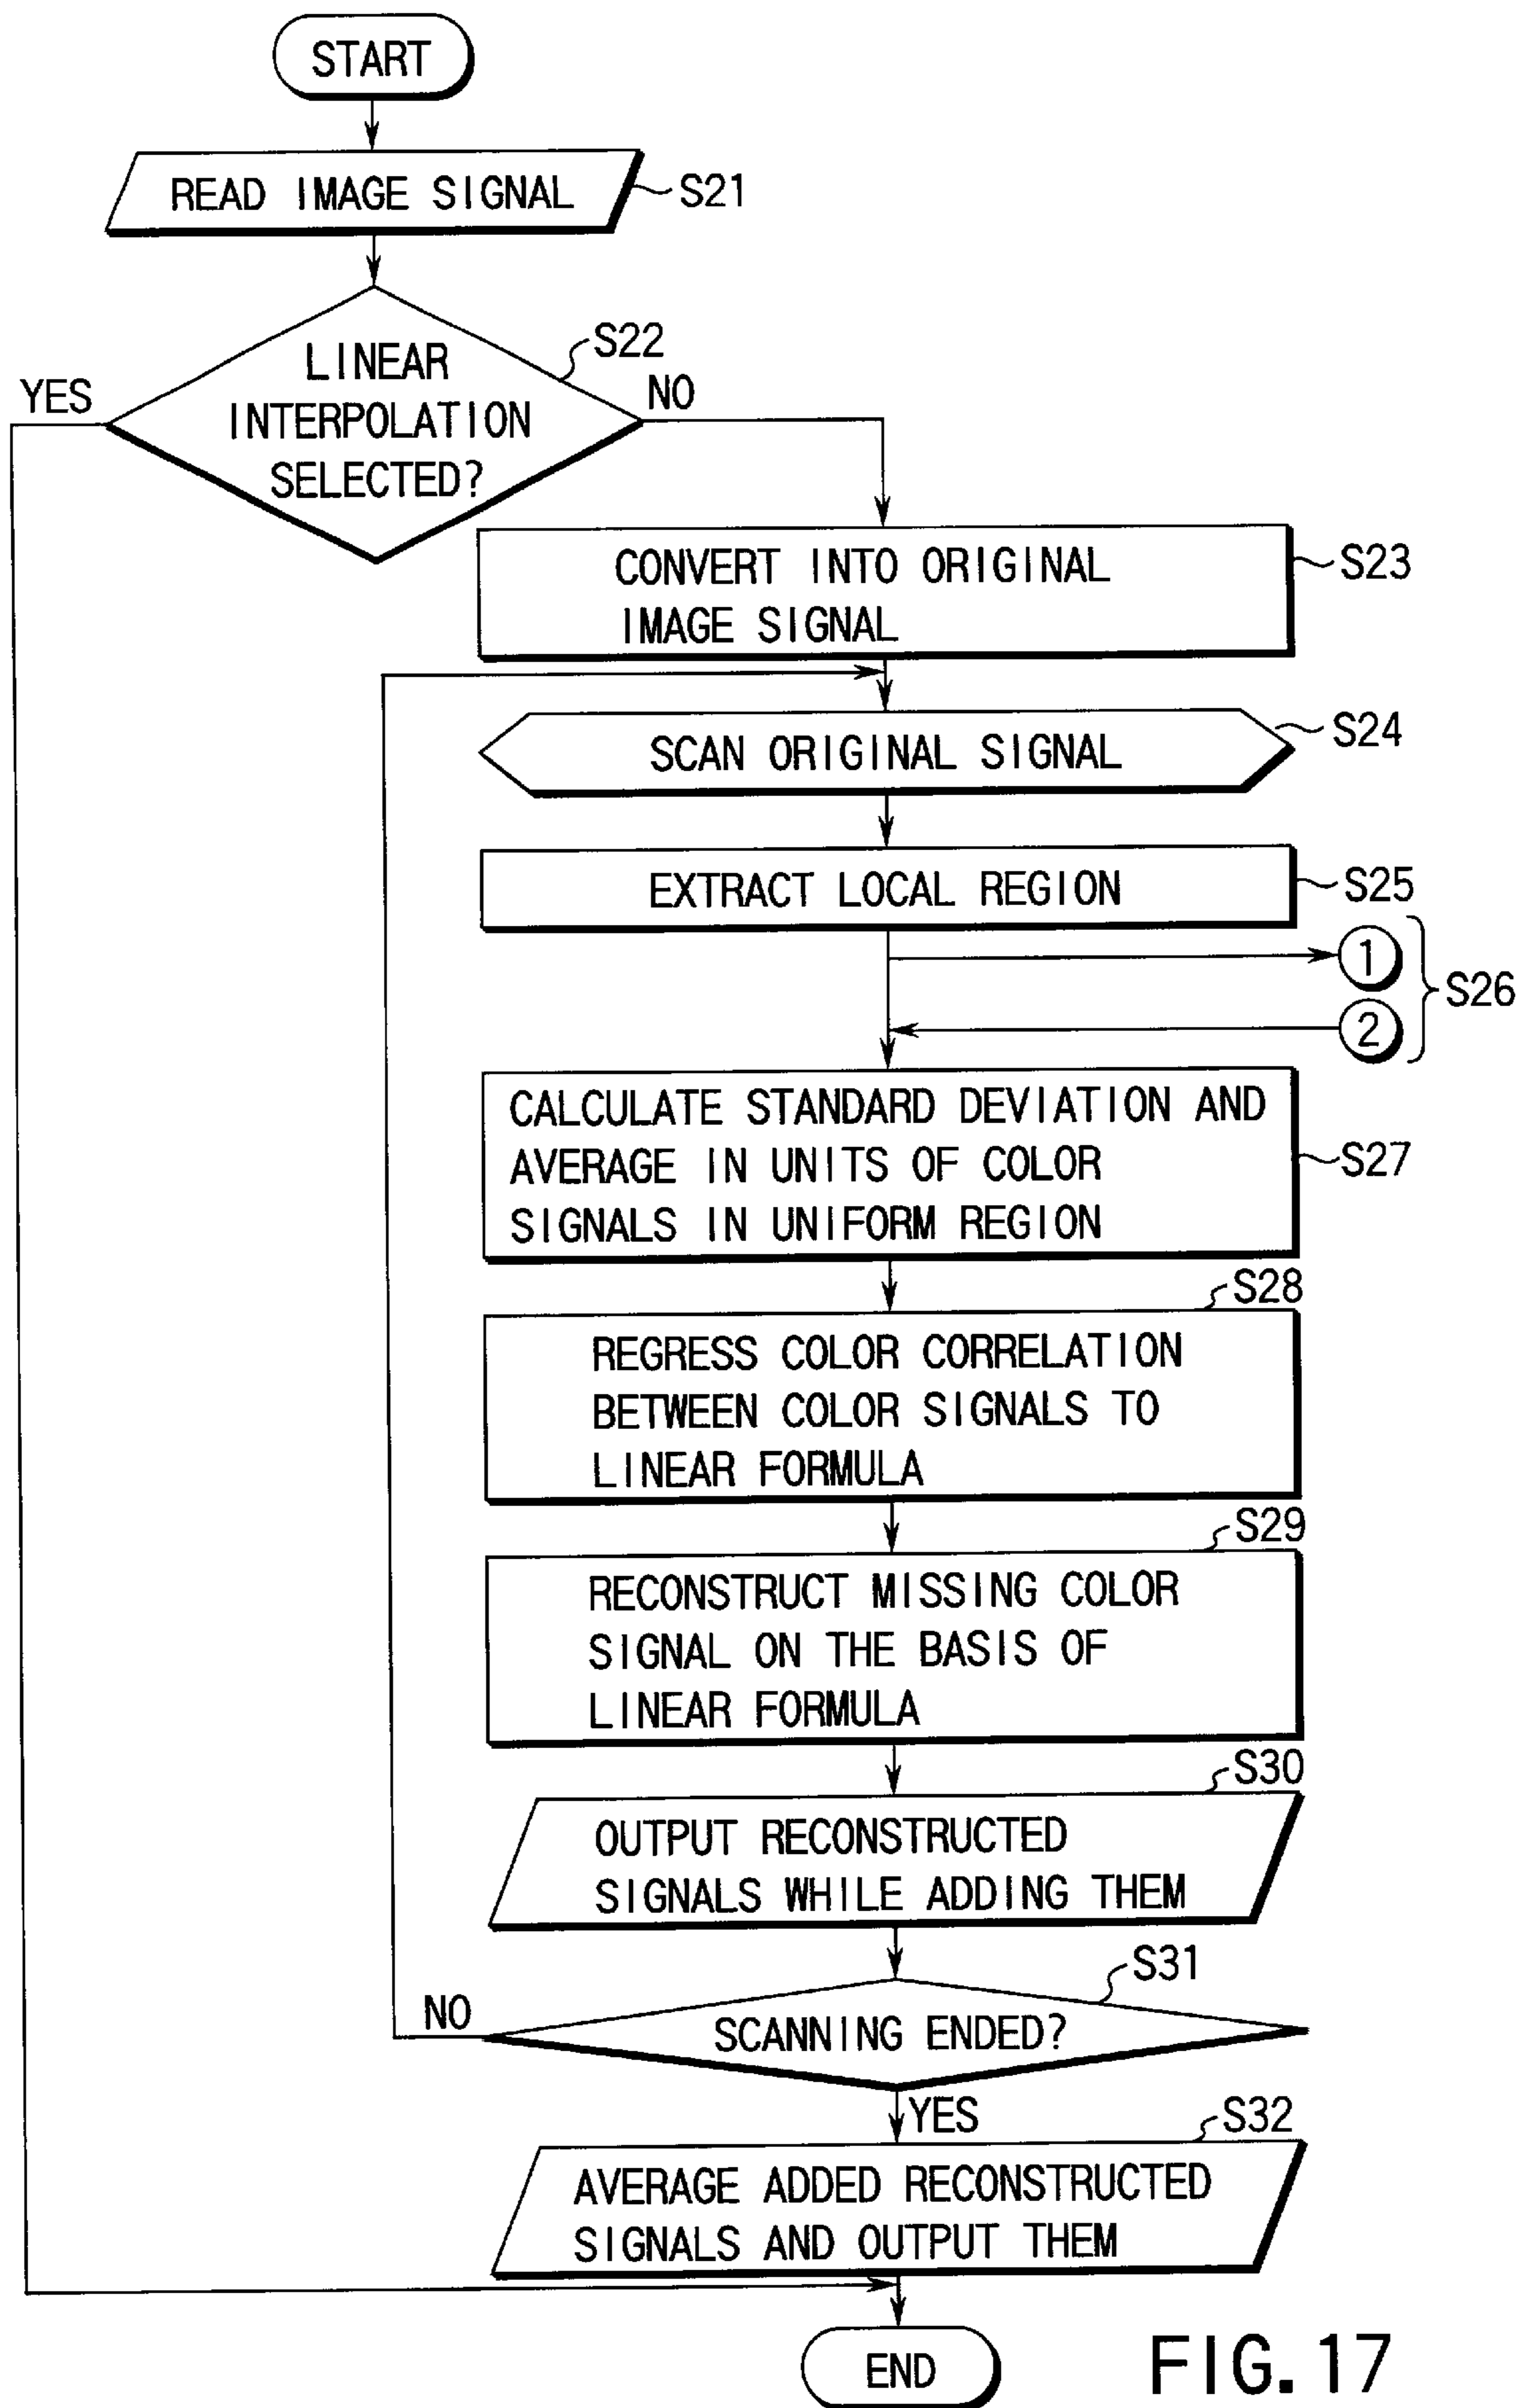 START
READ IMAGE SIGNAL
S21
S22
LINEAR
INTERPOLATION
SELECTED?
YES
NO
CONVERT INTO ORIGINAL
IMAGE SIGNAL
S23
SCAN ORIGINAL SIGNAL
S24
EXTRACT LOCAL REGION
S25
1
2
S26
CALCULATE STANDARD DEVIATION AND
AVERAGE IN UNITS OF COLOR
SIGNALS IN UNIFORM REGION
S27
S28
REGRESS COLOR CORRELATION
BETWEEN COLOR SIGNALS TO
LINEAR FORMULA
S29
RECONSTRUCT MISSING COLOR
SIGNAL ON THE BASIS OF
LINEAR FORMULA
S30
OUTPUT RECONSTRUCTED
SIGNALS WHILE ADDING THEM
S31
NO
SCANNING ENDED?
YES
S32
AVERAGE ADDED RECONSTRUCTED
SIGNALS AND OUTPUT THEM
END
FIG. 17